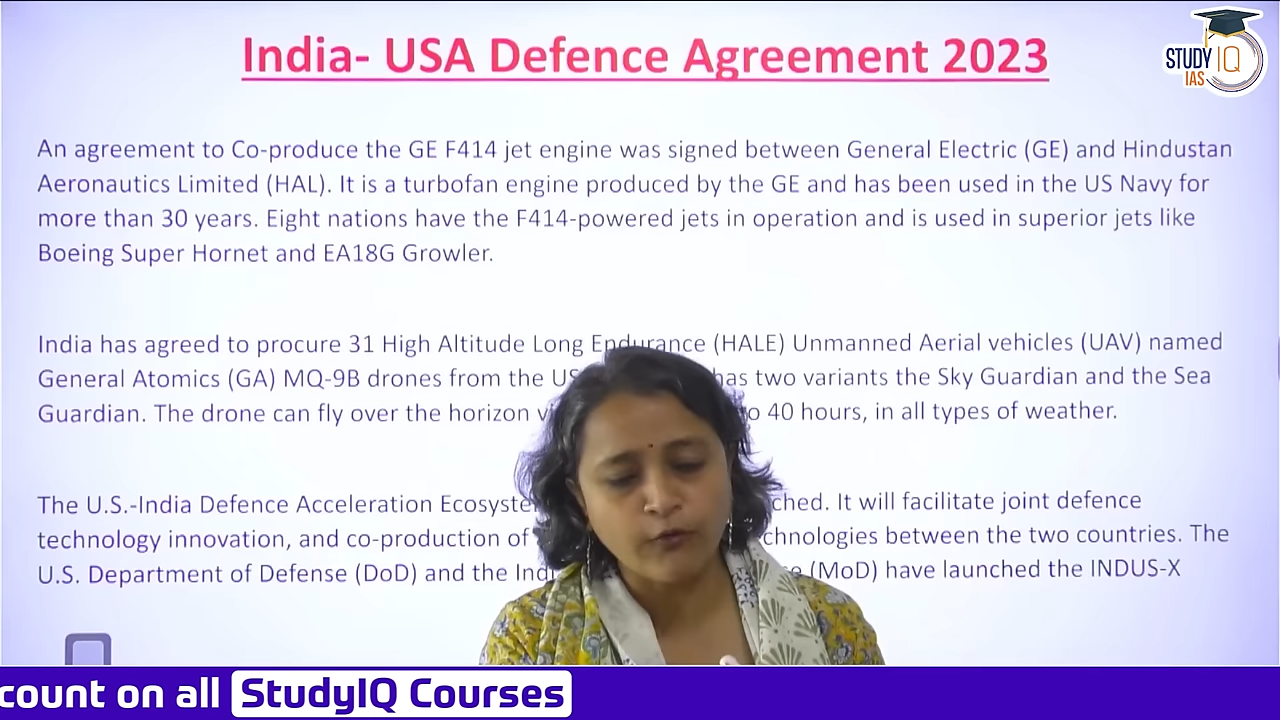 India- USA Defence Agreement 2023
STUDY IQ
IAS
An agreement to Co-produce the GE F414 jet engine was signed between General Electric (GE) and Hindustan
Aeronautics Limited (HAL). It is a turbofan engine produced by the GE and has been used in the US Navy for
more than 30 years. Eight nations have the F414-powered jets in operation and is used in superior jets like
Boeing Super Hornet and EA18G Growler.
India has agreed to procure 31 High Altitude Long Endurance (HALE) Unmanned Aerial vehicles (UAV) named
General Atomics (GA) MQ-9B drones from the US has two variants the Sky Guardian and the Sea
Guardian. The drone can fly over the horizon 40 hours, in all types of weather.
The U.S.-India Defence Acceleration It will facilitate joint defence
technology innovation, and co-production of between the two countries. The
U.S. Department of Defense (DoD) and the (MoD) have launched the INDUS-X
count on all StudyIQ Courses